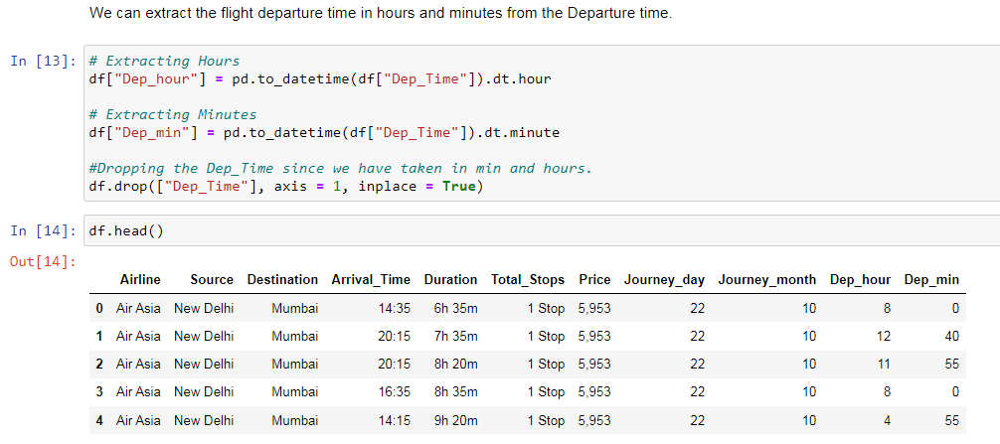 We can extract the flight departure time in hours and minutes from the Departure time.
In [13]: # Extracting Hours
df["Dep_hour"] = pd.to_datetime(df["Dep_Time"]).dt.hour
# Extracting Minutes
df["Dep_min"] = pd.to_datetime(df["Dep_Time"]).dt.minute
#Dropping the Dep_Time since we have taken in min and hours.
df.drop(["Dep_Time"], axis = 1, inplace = True)
In [14]: df.head()
Out[14]:
Airline Source Destination Arrival_Time Duration Total_Stops Price Journey_day Journey_month Dep_hour Dep_min
0 Air Asia New Delhi Mumbai 14:35 6h 35m 1 Stop 5,953 22 10 8 0
1 Air Asia New Delhi Mumbai 20:15 7h 35m 1 Stop 5,953 22 10 12 40
2 Air Asia New Delhi Mumbai 20:15 8h 20m 1 Stop 5,953 22 10 11 55
3 Air Asia New Delhi Mumbai 16:35 8h 35m 1 Stop 5,953 22 10 8 0
4 Air Asia New Delhi Mumbai 14:15 9h 20m 1 Stop 5,953 22 10 4 55